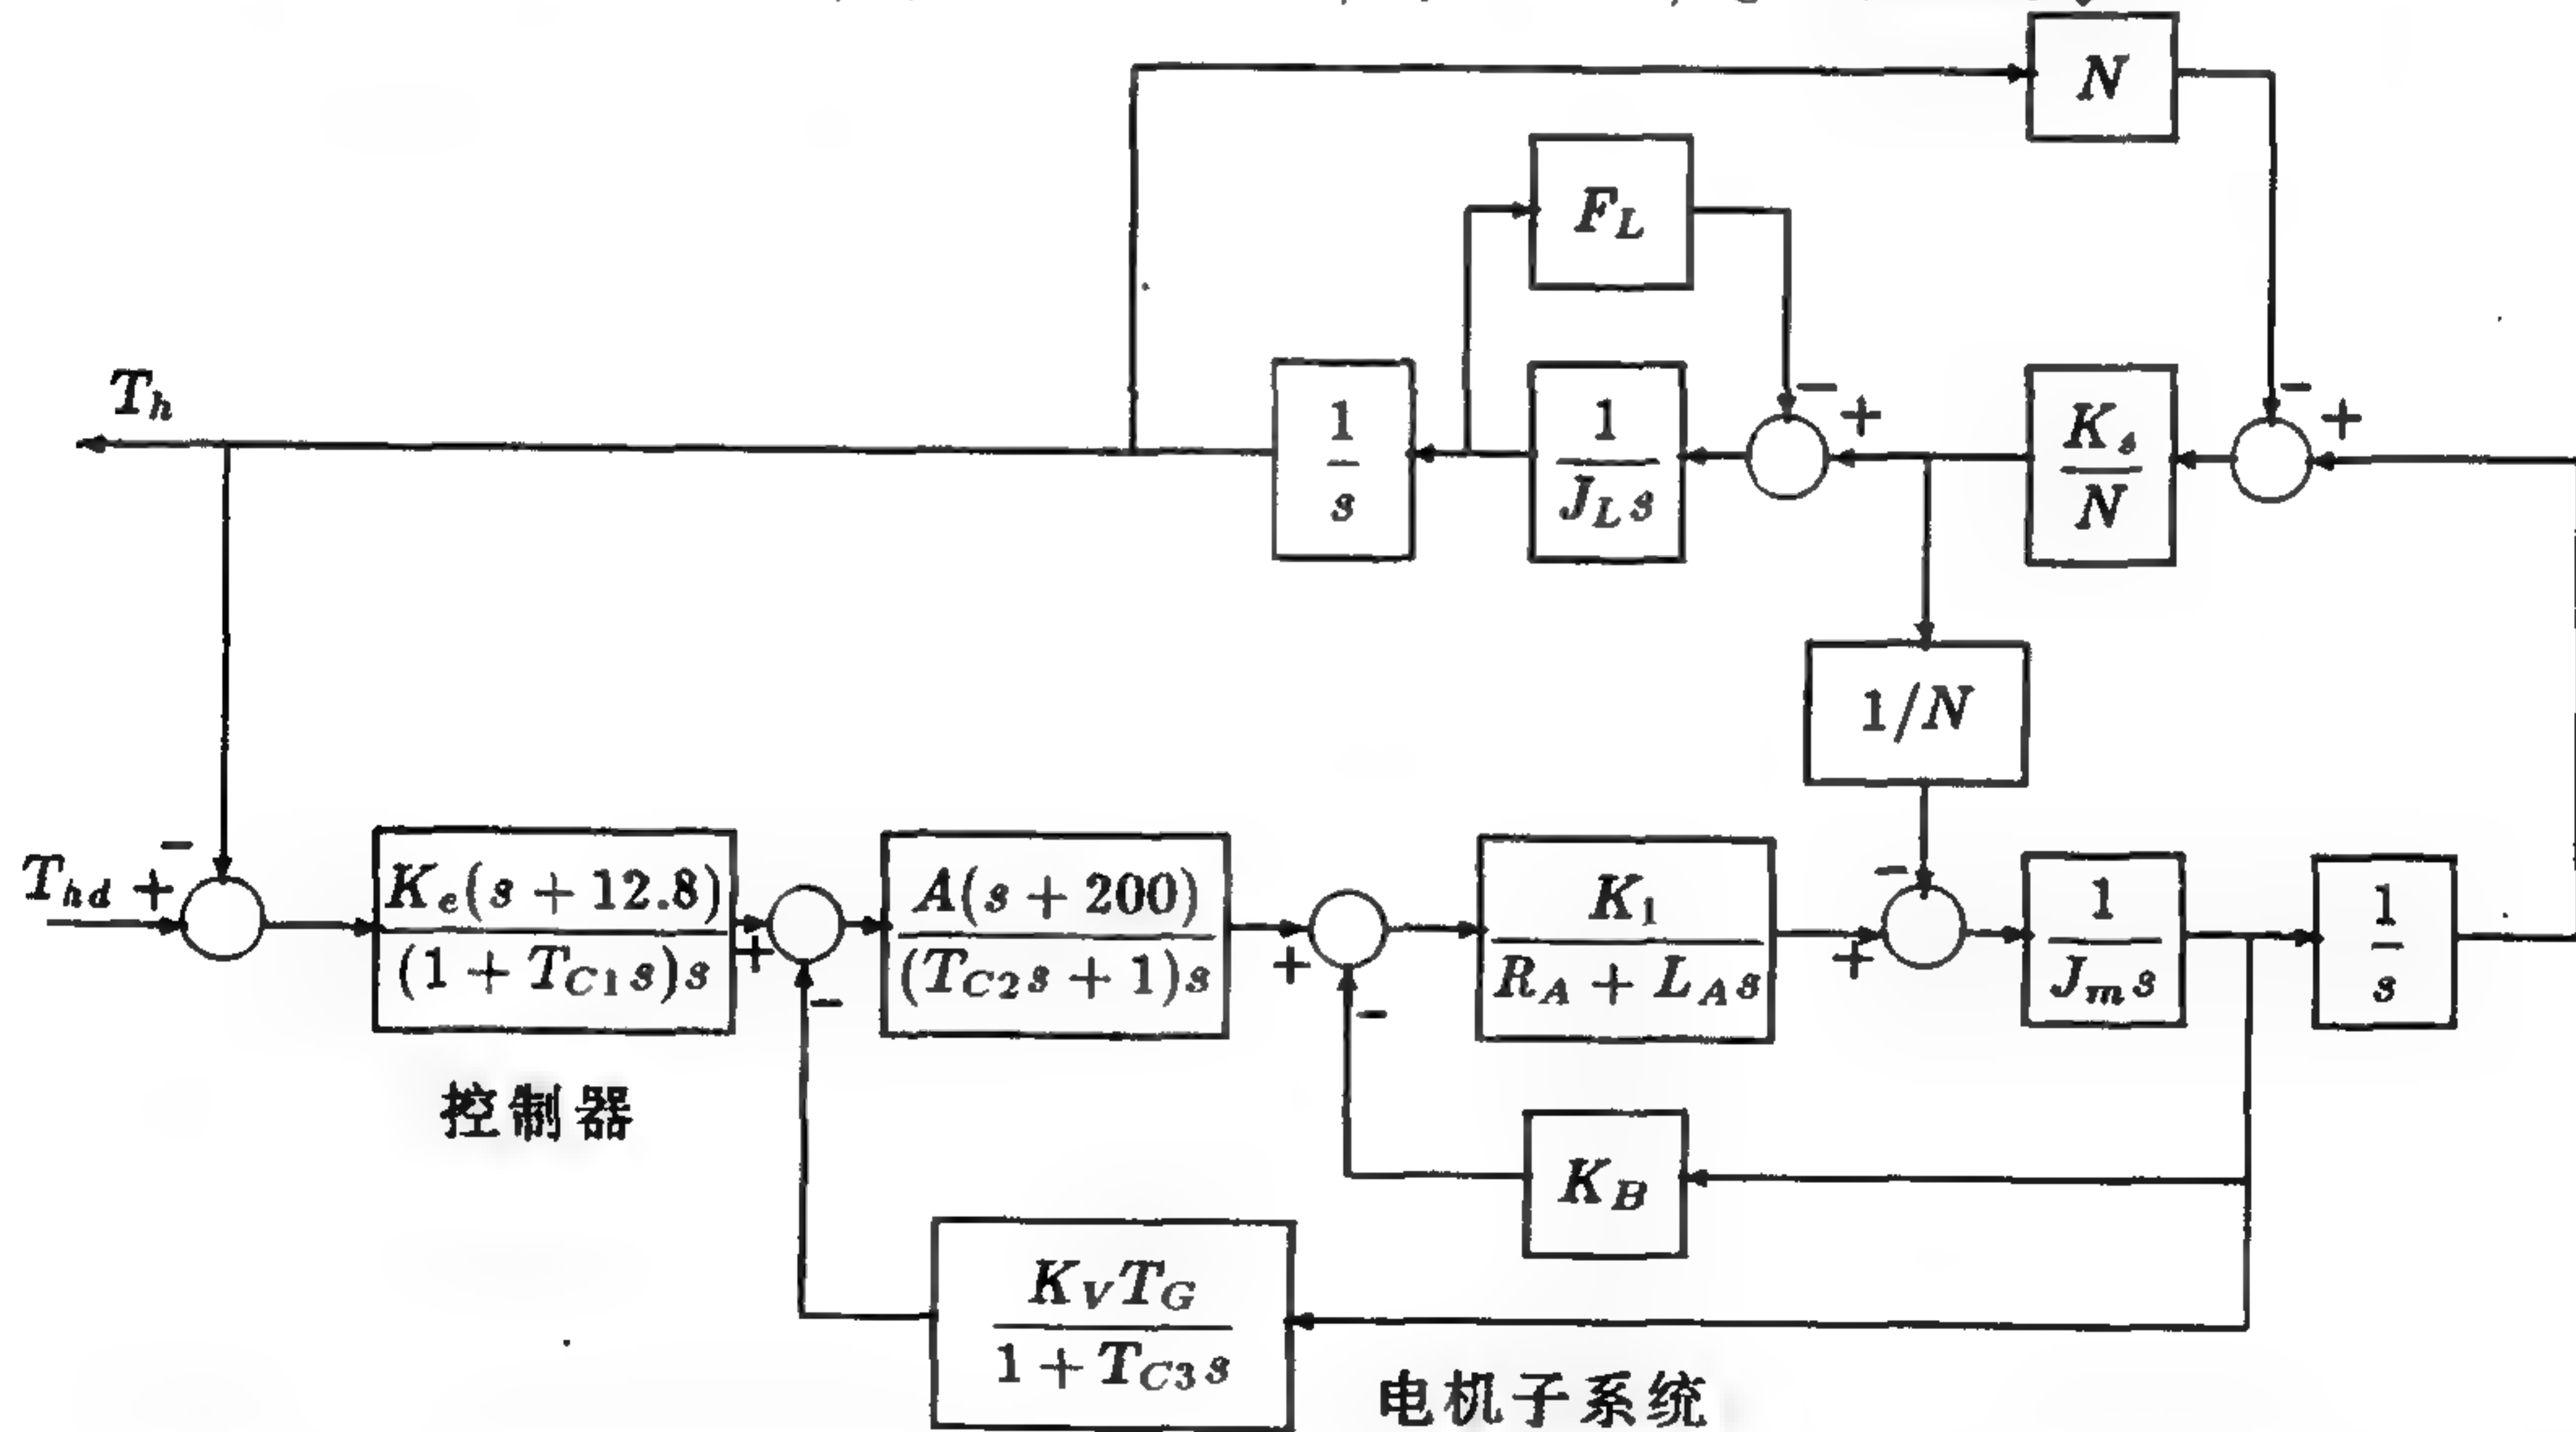 N
F_L
T_h
1/s
1/(J_L s)
- +
K_s/N
- +
1/N
-
T_hd +
K_e(s + 12.8)/((1 + T_C1 s)s)
+
-
A(s + 200)/((T_C2 s + 1)s)
+
-
K_1/(R_A + L_A s)
+
-
1/(J_m s)
1/s
控制器
K_B
K_V T_G/(1 + T_C3 s)
电机子系统